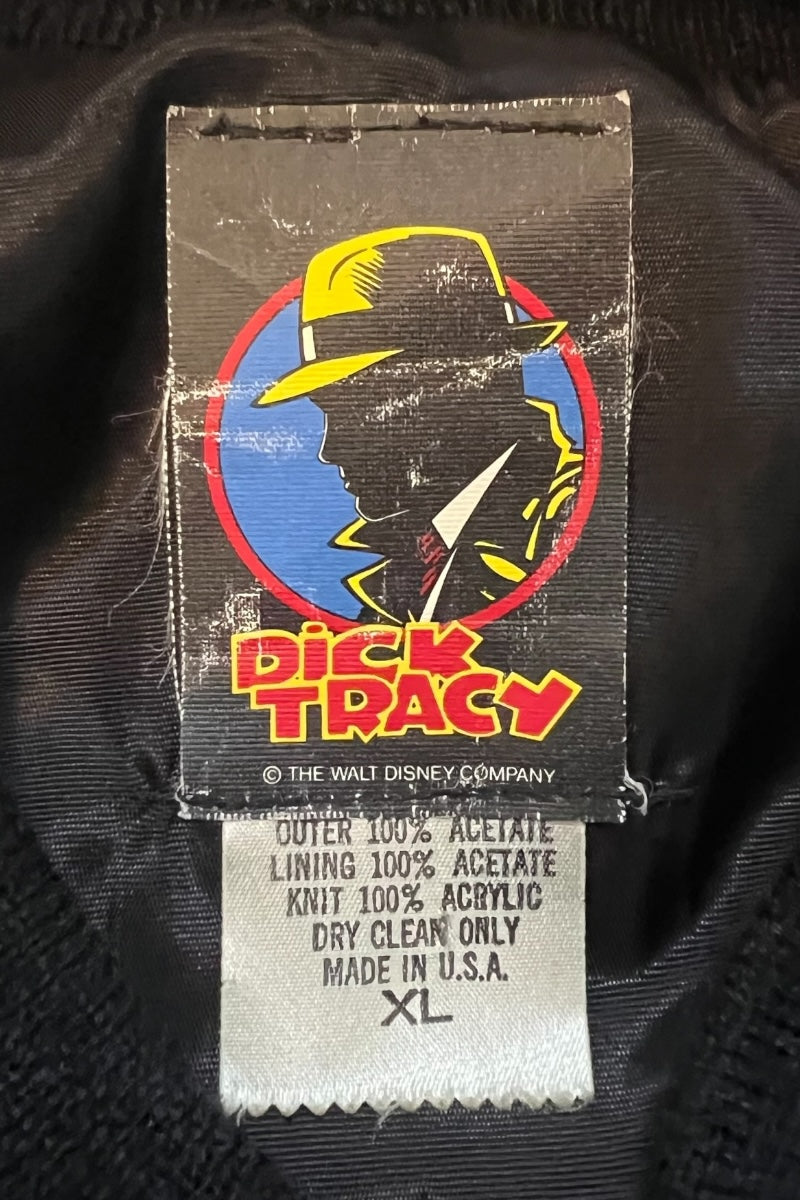 DiCK
TRACY
© THE WALT DISNEY COMPANY
OUTER 100% ACETATE
LINING 100% ACETATE
KNIT 100% ACRYLIC
DRY CLEAN ONLY
MADE IN U.S.A.
XL